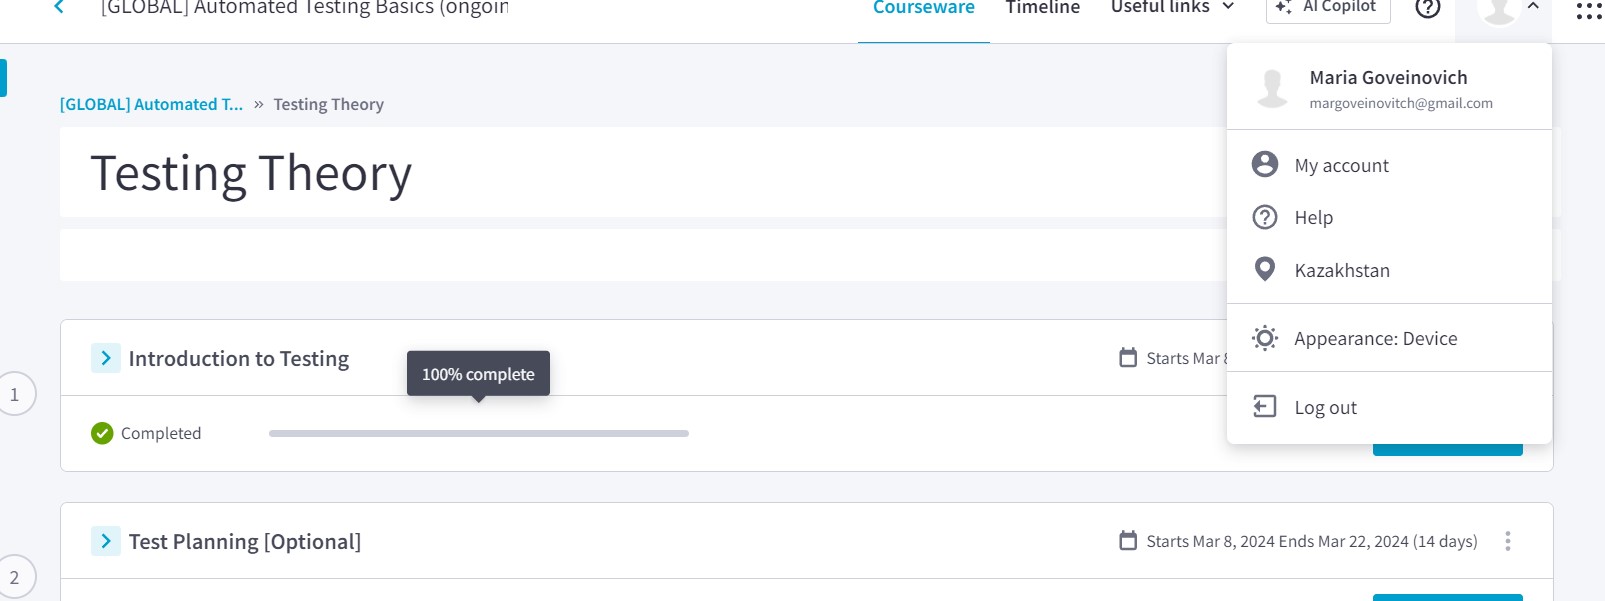 [GLOBAL] Automated Testing Basics (ongoin
Courseware
Timeline
Useful links
AI Copilot
Maria Goveinovich
margoveinovitch@gmail.com
My account
Help
Kazakhstan
Appearance: Device
Log out
[GLOBAL] Automated T... » Testing Theory
Testing Theory
1
Introduction to Testing
Starts Mar 8
100% complete
Completed
2
Test Planning [Optional]
Starts Mar 8, 2024 Ends Mar 22, 2024 (14 days)